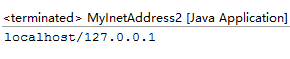 <terminated> MyInetAddress2 [Java Application]
localhost/127.0.0.1